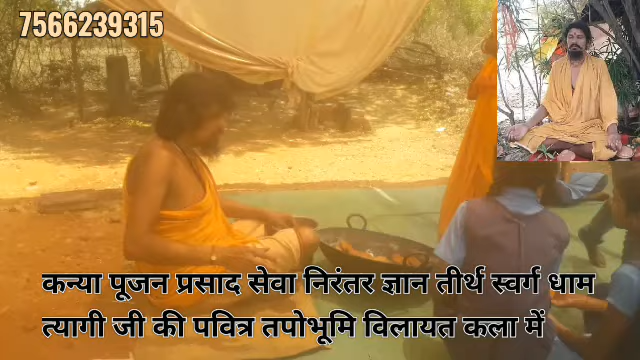 7566239315
कन्या पूजन प्रसाद सेवा निरंतर ज्ञान तीर्थ स्वर्ग धाम
त्यागी जी की पवित्र तपोभूमि विलायत कला में